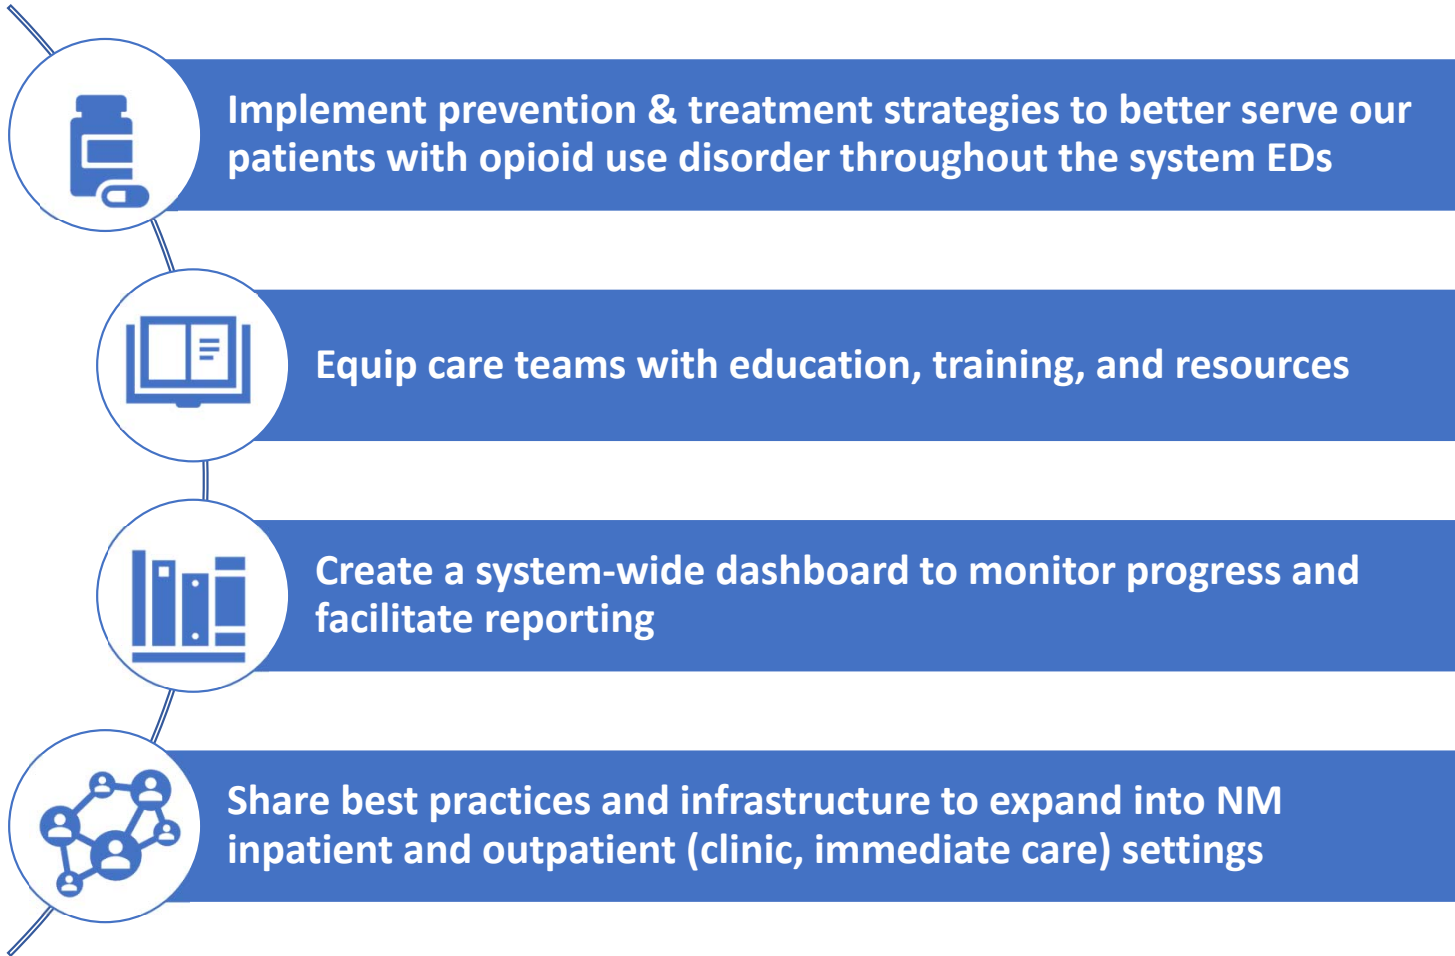 Implement prevention & treatment strategies to better serve our
patients with opioid use disorder throughout the system EDs
Equip care teams with education, training, and resources
Create a system-wide dashboard to monitor progress and
facilitate reporting
Share best practices and infrastructure to expand into NM
inpatient and outpatient (clinic, immediate care) settings